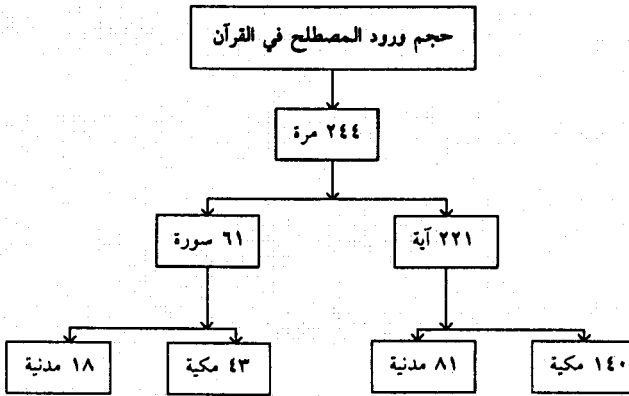 حجم ورود المصطلح في القرآن
٢٤٤ مرة
٢٢١ آية
٦١ سورة
١٤٠ مكية
٨١ مدنية
٤٣ مكية
١٨ مدنية